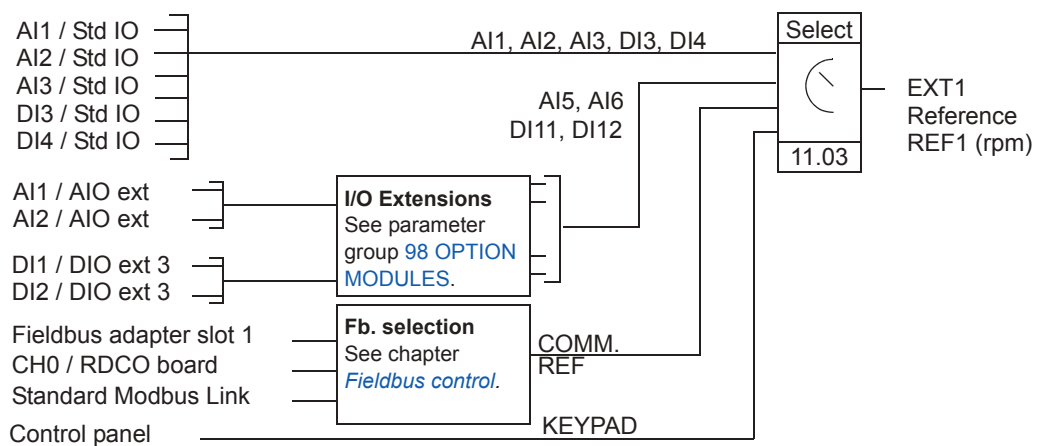 AI1 / Std IO
AI2 / Std IO
AI3 / Std IO
DI3 / Std IO
DI4 / Std IO
AI1, AI2, AI3, DI3, DI4
Select
11.03
EXT1
Reference
REF1 (rpm)
AI5, AI6
DI11, DI12
AI1 / AIO ext
AI2 / AIO ext
DI1 / DIO ext 3
DI2 / DIO ext 3
I/O Extensions
See parameter
group 98 OPTION
MODULES.
Fieldbus adapter slot 1
CH0 / RDCO board
Standard Modbus Link
Fb. selection
See chapter
Fieldbus control.
COMM.
REF
Control panel
KEYPAD